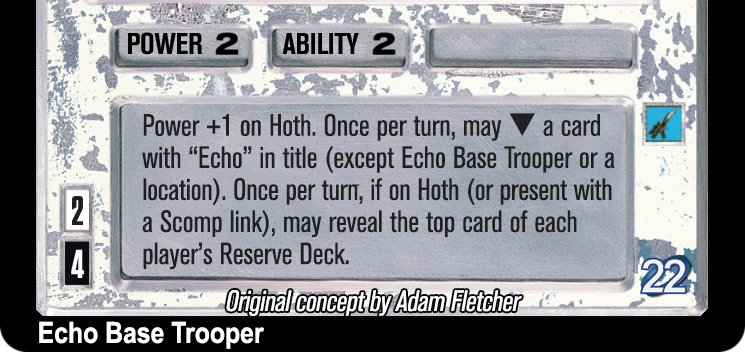 POWER 2 ABILITY 2
Power +1 on Hoth. Once per turn, may ▼ a card
with “Echo” in title (except Echo Base Trooper or a
location). Once per turn, if on Hoth (or present with
a Scomp link), may reveal the top card of each
player’s Reserve Deck.
2
4
22
Original concept by Adam Fletcher
Echo Base Trooper